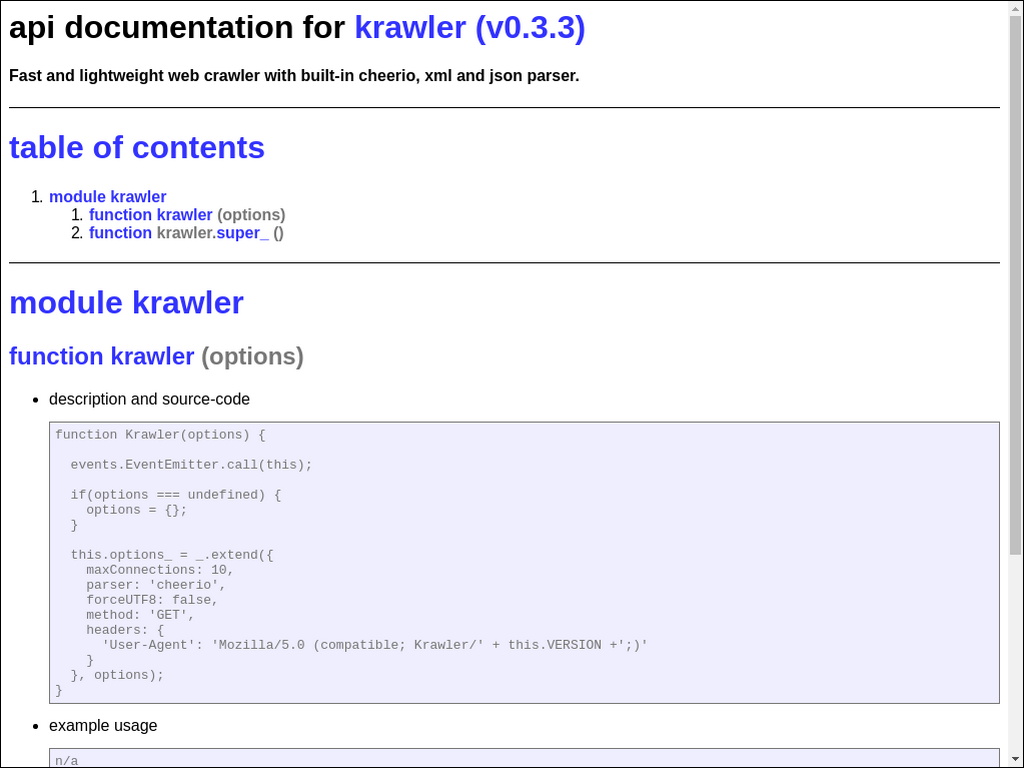 api documentation for krawler (v0.3.3)
Fast and lightweight web crawler with built-in cheerio, xml and json parser.
table of contents
1. module krawler
1. function krawler (options)
2. function krawler.super_ ()
module krawler
function krawler (options)
• description and source-code
function Krawler(options) {
  events.EventEmitter.call(this);
  if(options === undefined) {
    options = {};
  }
  this.options_ = _.extend({
    maxConnections: 10,
    parser: 'cheerio',
    forceUTF8: false,
    method: 'GET',
    headers: {
      'User-Agent': 'Mozilla/5.0 (compatible; Krawler/' + this.VERSION +';)'
    }
  }, options);
}
• example usage
n/a